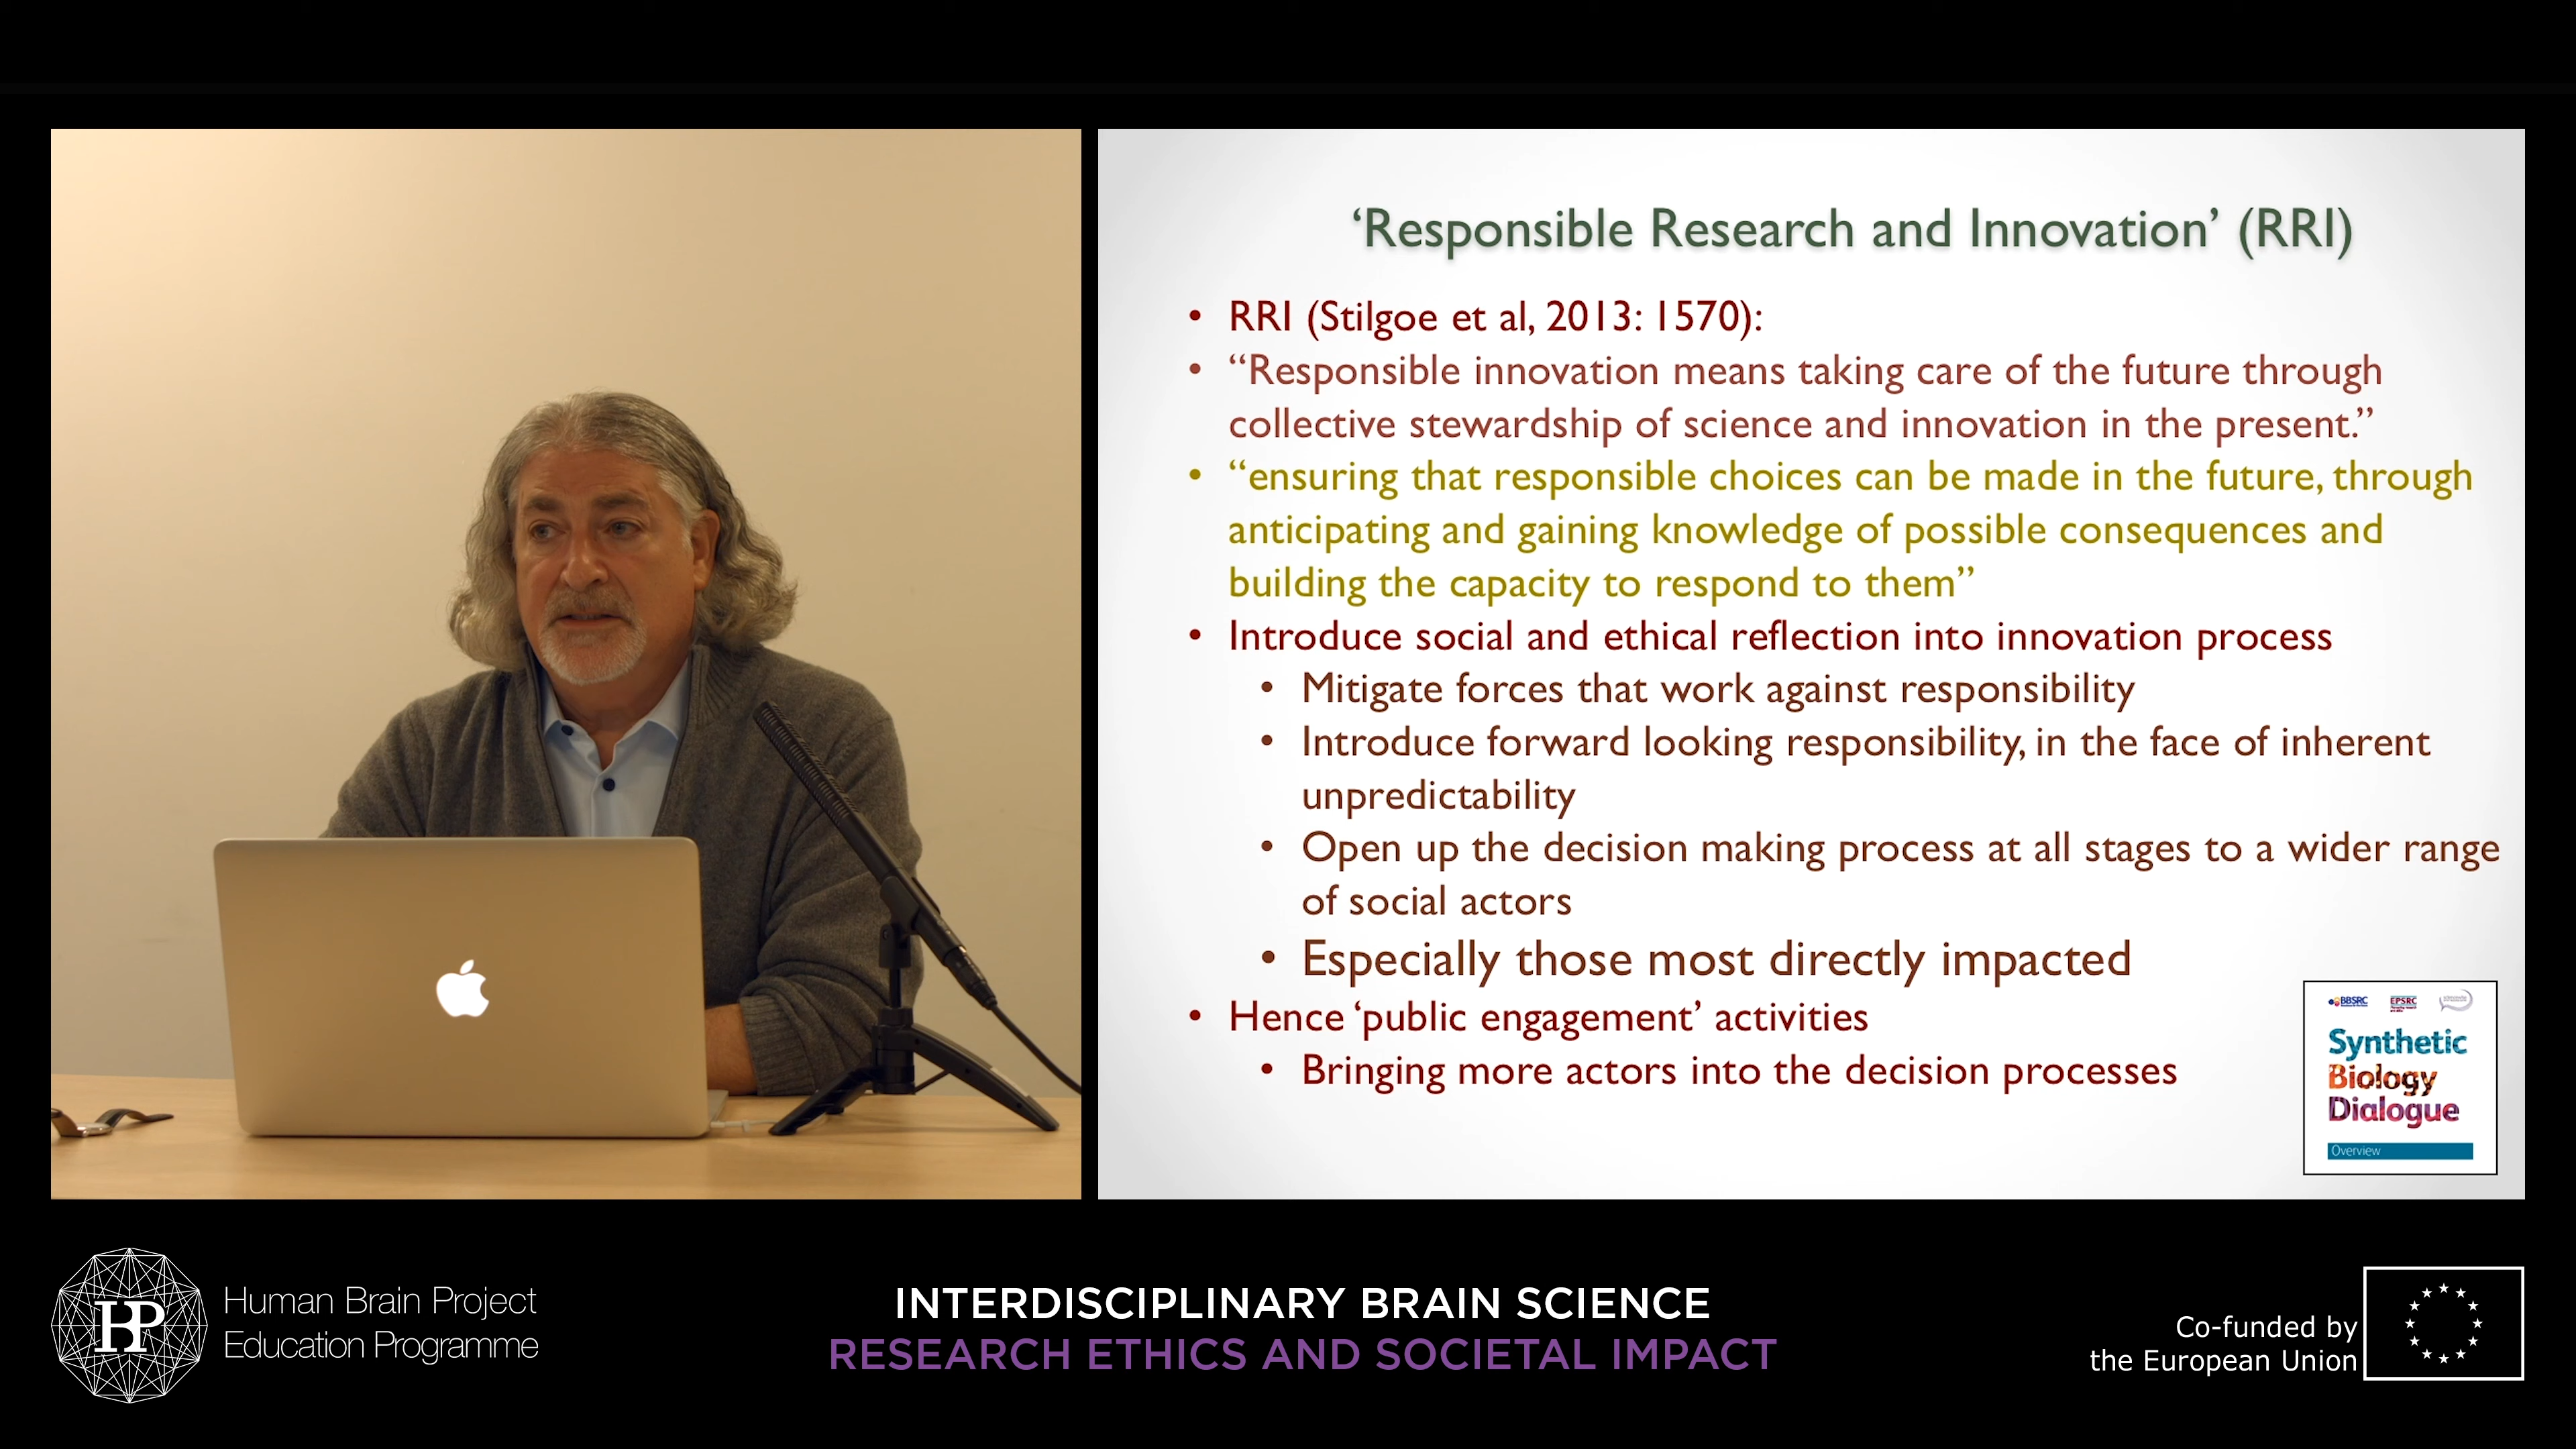 ‘Responsible Research and Innovation’ (RRI)
• RRI (Stilgoe et al, 2013: 1570):
• “Responsible innovation means taking care of the future through
collective stewardship of science and innovation in the present.”
• “ensuring that responsible choices can be made in the future, through
anticipating and gaining knowledge of possible consequences and
building the capacity to respond to them”
• Introduce social and ethical reflection into innovation process
• Mitigate forces that work against responsibility
• Introduce forward looking responsibility, in the face of inherent
unpredictability
• Open up the decision making process at all stages to a wider range
of social actors
• Especially those most directly impacted
• Hence ‘public engagement’ activities
• Bringing more actors into the decision processes
BBSRC
EPSRC
Synthetic
Biology
Dialogue
Overview
HBP
Human Brain Project
Education Programme
INTERDISCIPLINARY BRAIN SCIENCE
RESEARCH ETHICS AND SOCIETAL IMPACT
Co-funded by
the European Union